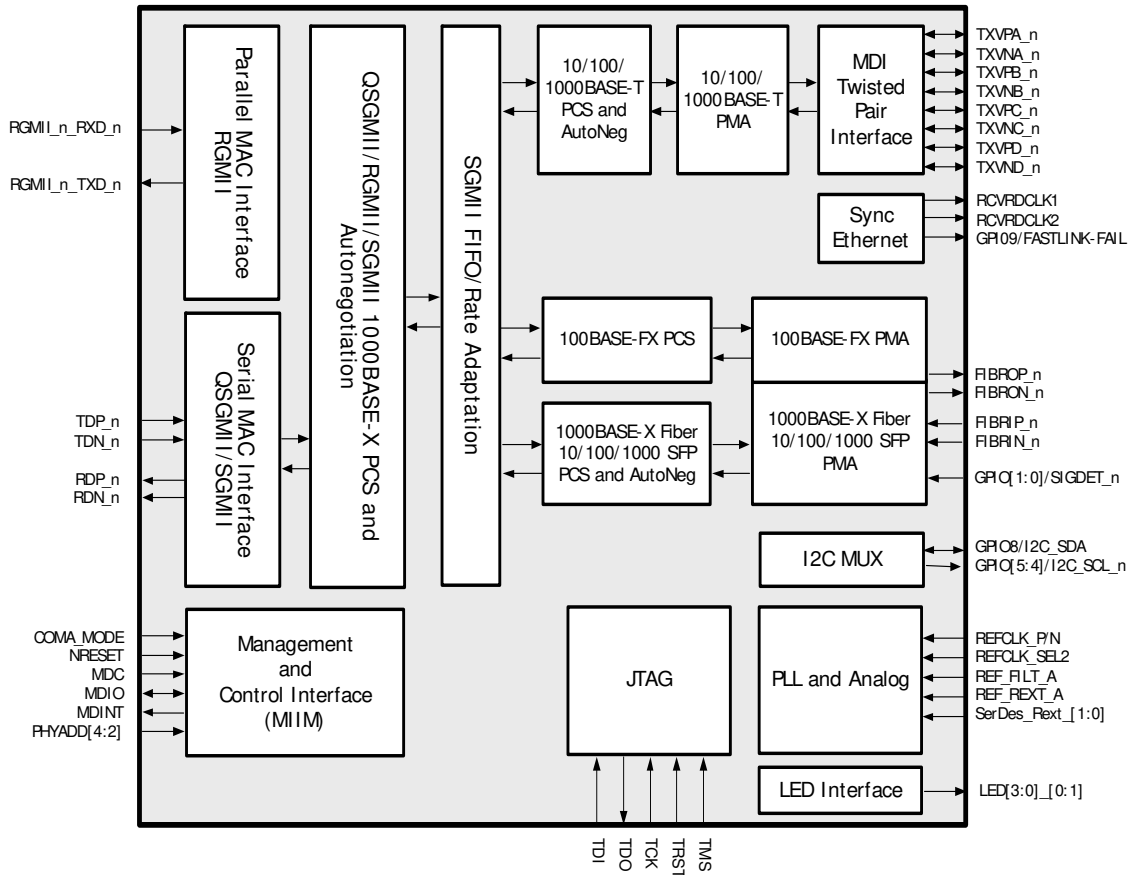 RGMII_n_RXD_n
RGMII_n_TXD_n
TDP_n
TDN_n
RDP_n
RDN_n
COMA_MODE
NRESET
MDC
MDIO
MDINT
PHYADD[4:2]
Parallel MAC Interface
RGMII
Serial MAC Interface
QSGMII/SGMII
QSGMII/RGMII/SGMII 1000BASE-X PCS and
Autonegotiation
SGMII FIFO/Rate Adaptation
10/100/
1000BASE-T
PCS and
AutoNeg
10/100/
1000BASE-T
PMA
MDI
Twisted
Pair
Interface
Sync
Ethernet
100BASE-FX PCS
100BASE-FX PMA
1000BASE-X Fiber
10/100/1000 SFP
PCS and AutoNeg
1000BASE-X Fiber
10/100/1000 SFP
PMA
I2C MUX
Management
and
Control Interface
(MIIM)
JTAG
PLL and Analog
LED Interface
TXVPA_n
TXVNA_n
TXVPB_n
TXVNB_n
TXVPC_n
TXVNC_n
TXVPD_n
TXVND_n
RCVRDCLK1
RCVRDCLK2
GPI09/FASTLINK-FAIL
FIBROP_n
FIBRON_n
FIBRIP_n
FIBRIN_n
GPIO[1:0]/SIGDET_n
GPIO8/I2C_SDA
GPIO[5:4]/I2C_SCL_n
REFCLK_P/N
REFCLK_SEL2
REF_FILT_A
REF_REXT_A
SerDes_Rext_[1:0]
LED[3:0]_[0:1]
TDI
TDO
TCK
TRST
TMS